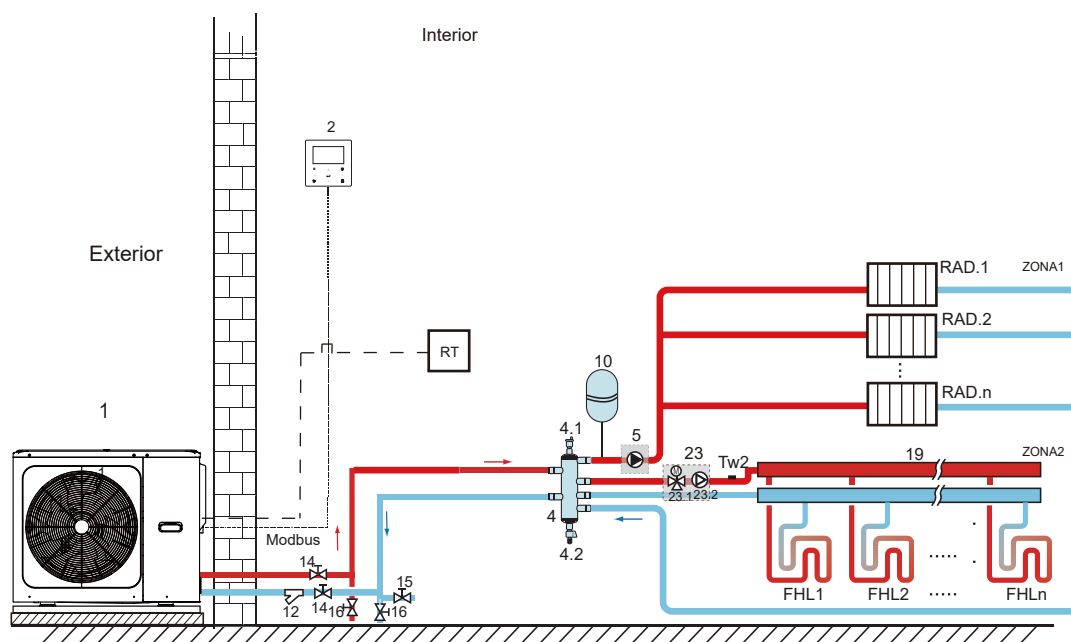 Interior
2
Exterior
RAD.1
ZONA1
RAD.2
RT
10
RAD.n
1
4.1
5
23
Tw2
19
ZONA2
M
1
23.1
23.2
4
Modbus
4.2
14
15
12
14
16
16
FHL1
FHL2
FHLn